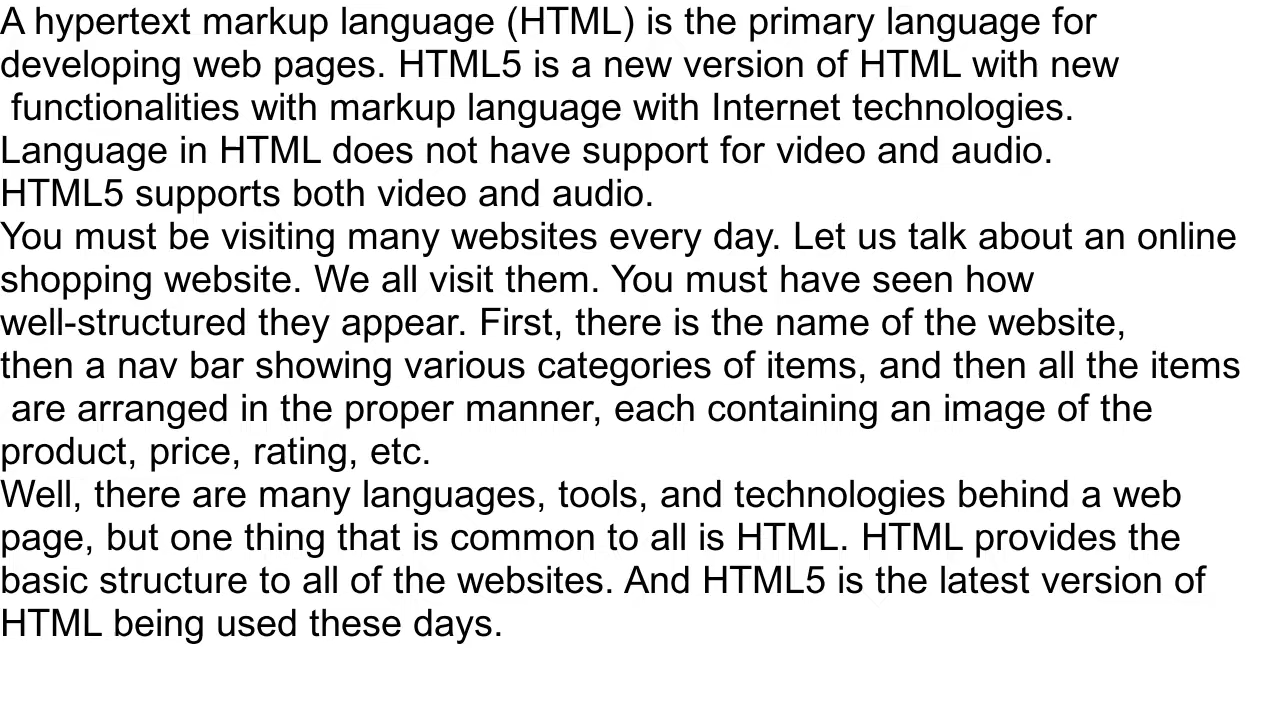 A hypertext markup language (HTML) is the primary language for
developing web pages. HTML5 is a new version of HTML with new
functionalities with markup language with Internet technologies.
Language in HTML does not have support for video and audio.
HTML5 supports both video and audio.
You must be visiting many websites every day. Let us talk about an online
shopping website. We all visit them. You must have seen how
well-structured they appear. First, there is the name of the website,
then a nav bar showing various categories of items, and then all the items
are arranged in the proper manner, each containing an image of the
product, price, rating, etc.
Well, there are many languages, tools, and technologies behind a web
page, but one thing that is common to all is HTML. HTML provides the
basic structure to all of the websites. And HTML5 is the latest version of
HTML being used these days.